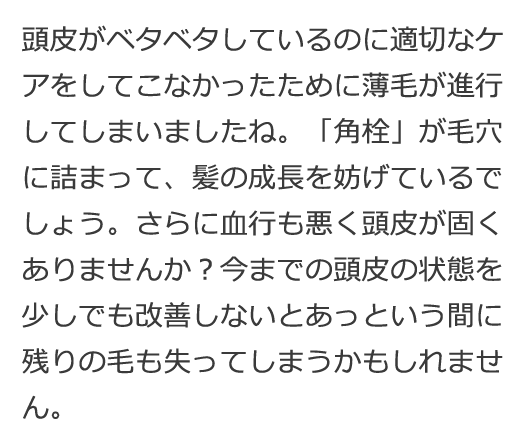 頭皮がベタベタしているのに適切なケ
アをしてこなかったために薄毛が進行
してしまいましたね。「角栓」が毛穴
に詰まって、髪の成長を妨げているで
しょう。さらに血行も悪く頭皮が固く
ありませんか？今までの頭皮の状態を
少しでも改善しないとあっという間に
残りの毛も失ってしまうかもしれませ
ん。